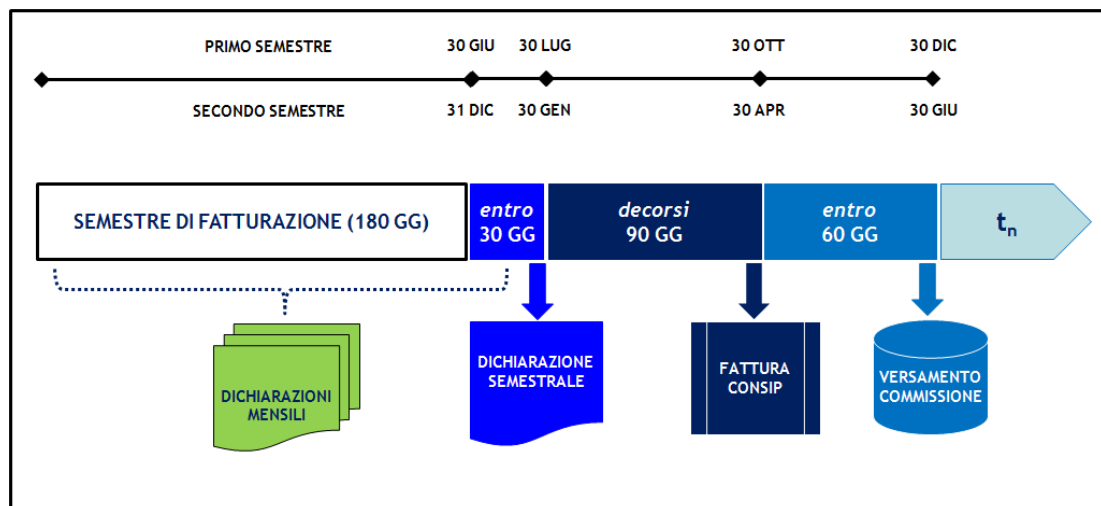 PRIMO SEMESTRE 30 GIU 30 LUG 30 OTT 30 DIC
SECONDO SEMESTRE 31 DIC 30 GEN 30 APR 30 GIU
SEMESTRE DI FATTURAZIONE (180 GG)
entro
30 GG
decorsi
90 GG
entro
60 GG
tn
DICHIARAZIONI
MENSILI
DICHIARAZIONE
SEMESTRALE
FATTURA
CONSIP
VERSAMENTO
COMMISSIONE